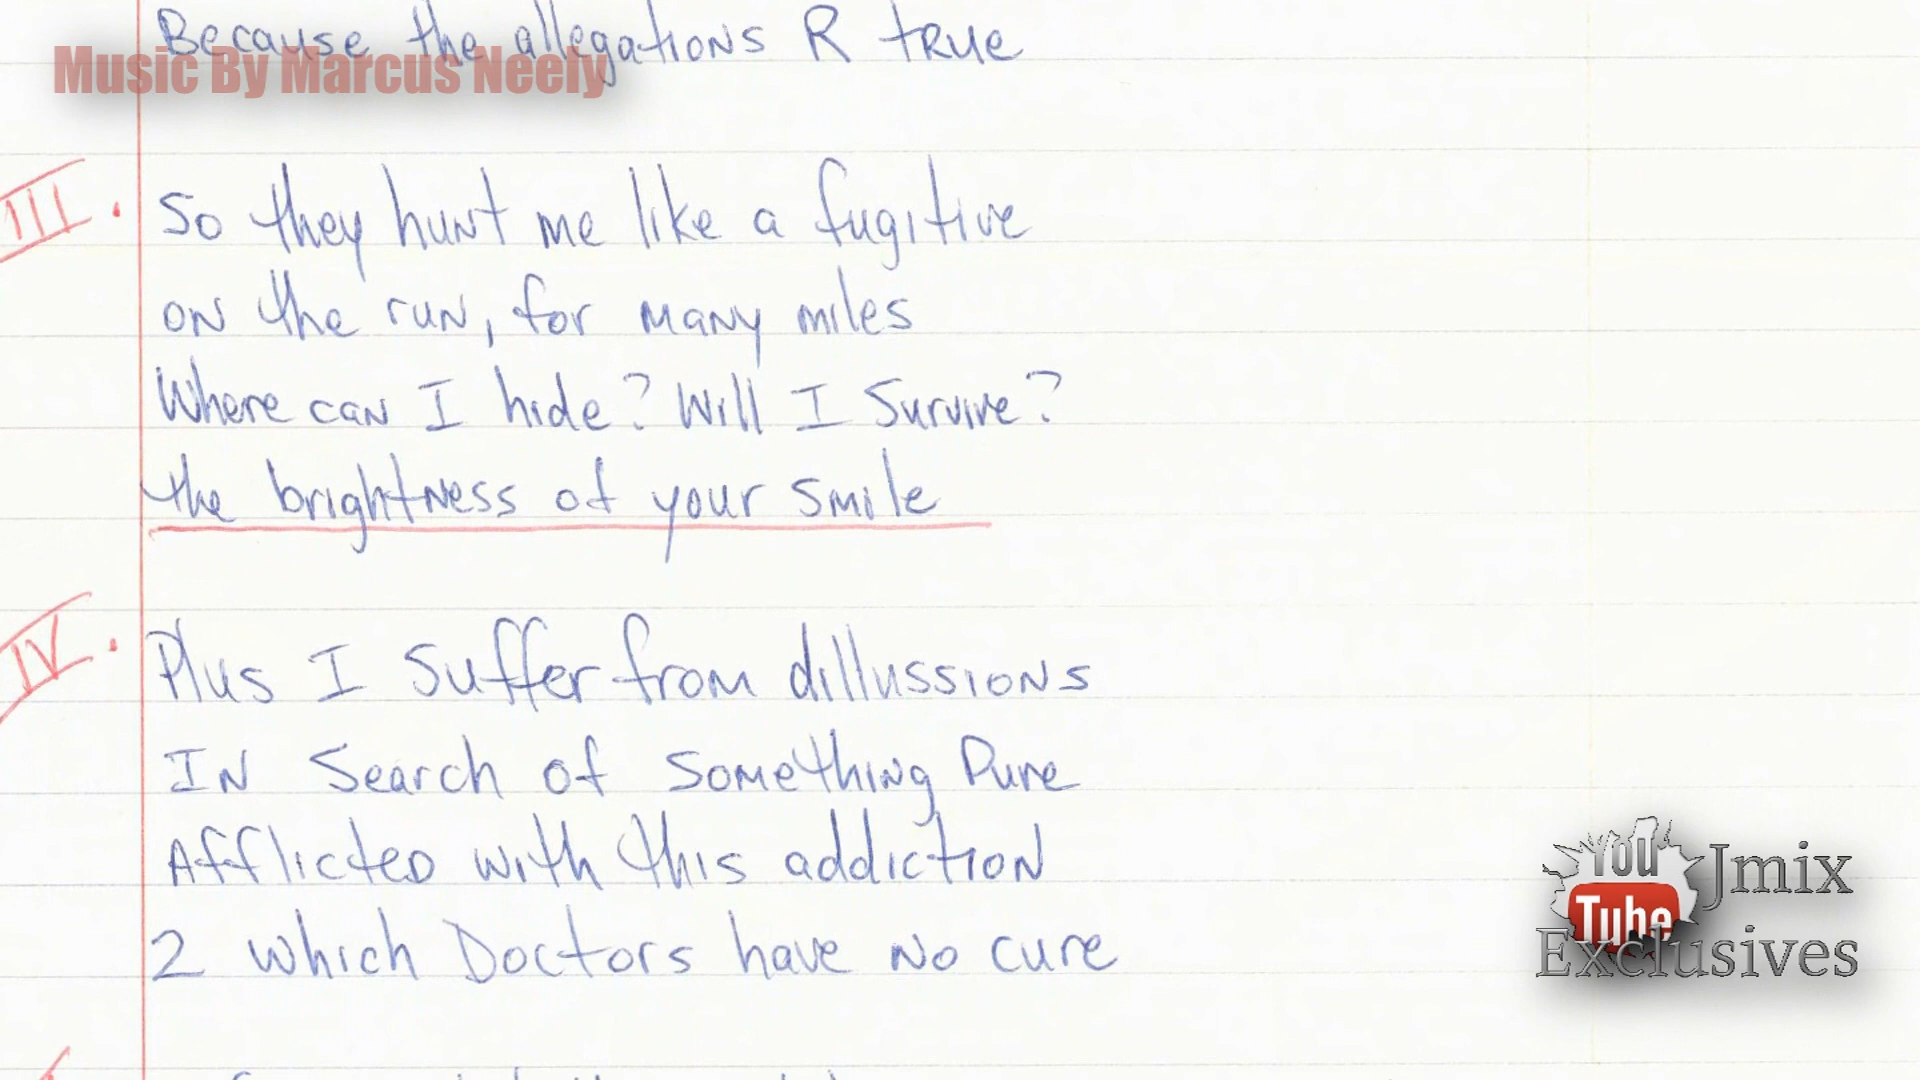 Because the allegations R true
Music By Marcus Neely
III. So they hunt me like a fugitive
on the run, for many miles
Where can I hide? Will I Survive?
the brightness of your smile
IV. Plus I suffer from dillussions
In Search of something Pure
Afflicted with this addiction
2 which Doctors have no cure
You
Tube
Jmix
Exclusives